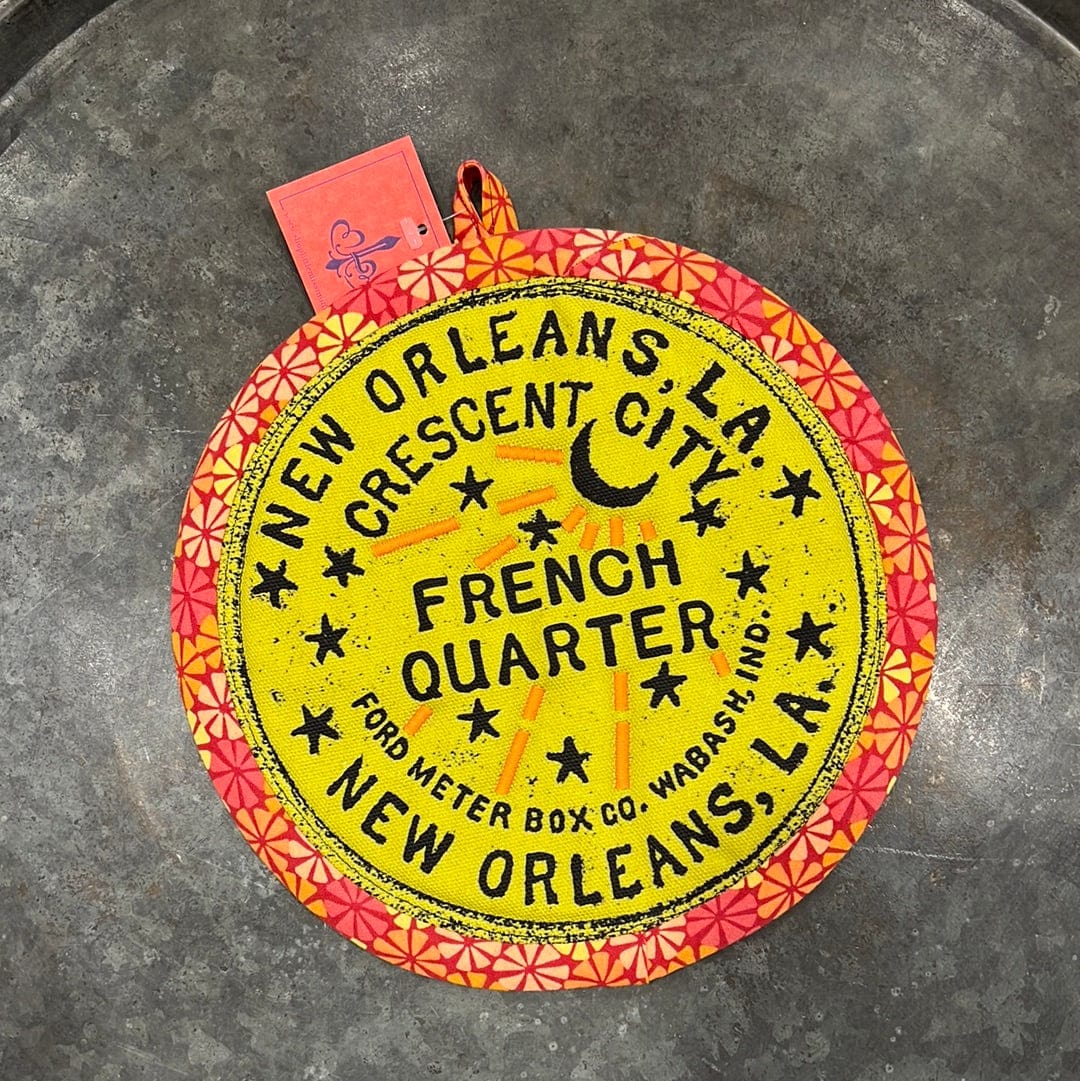 NEW ORLEANS, LA.
CRESCENT CITY
FRENCH
QUARTER
FORD METER BOX CO. WABASH, IND.
NEW ORLEANS, LA.